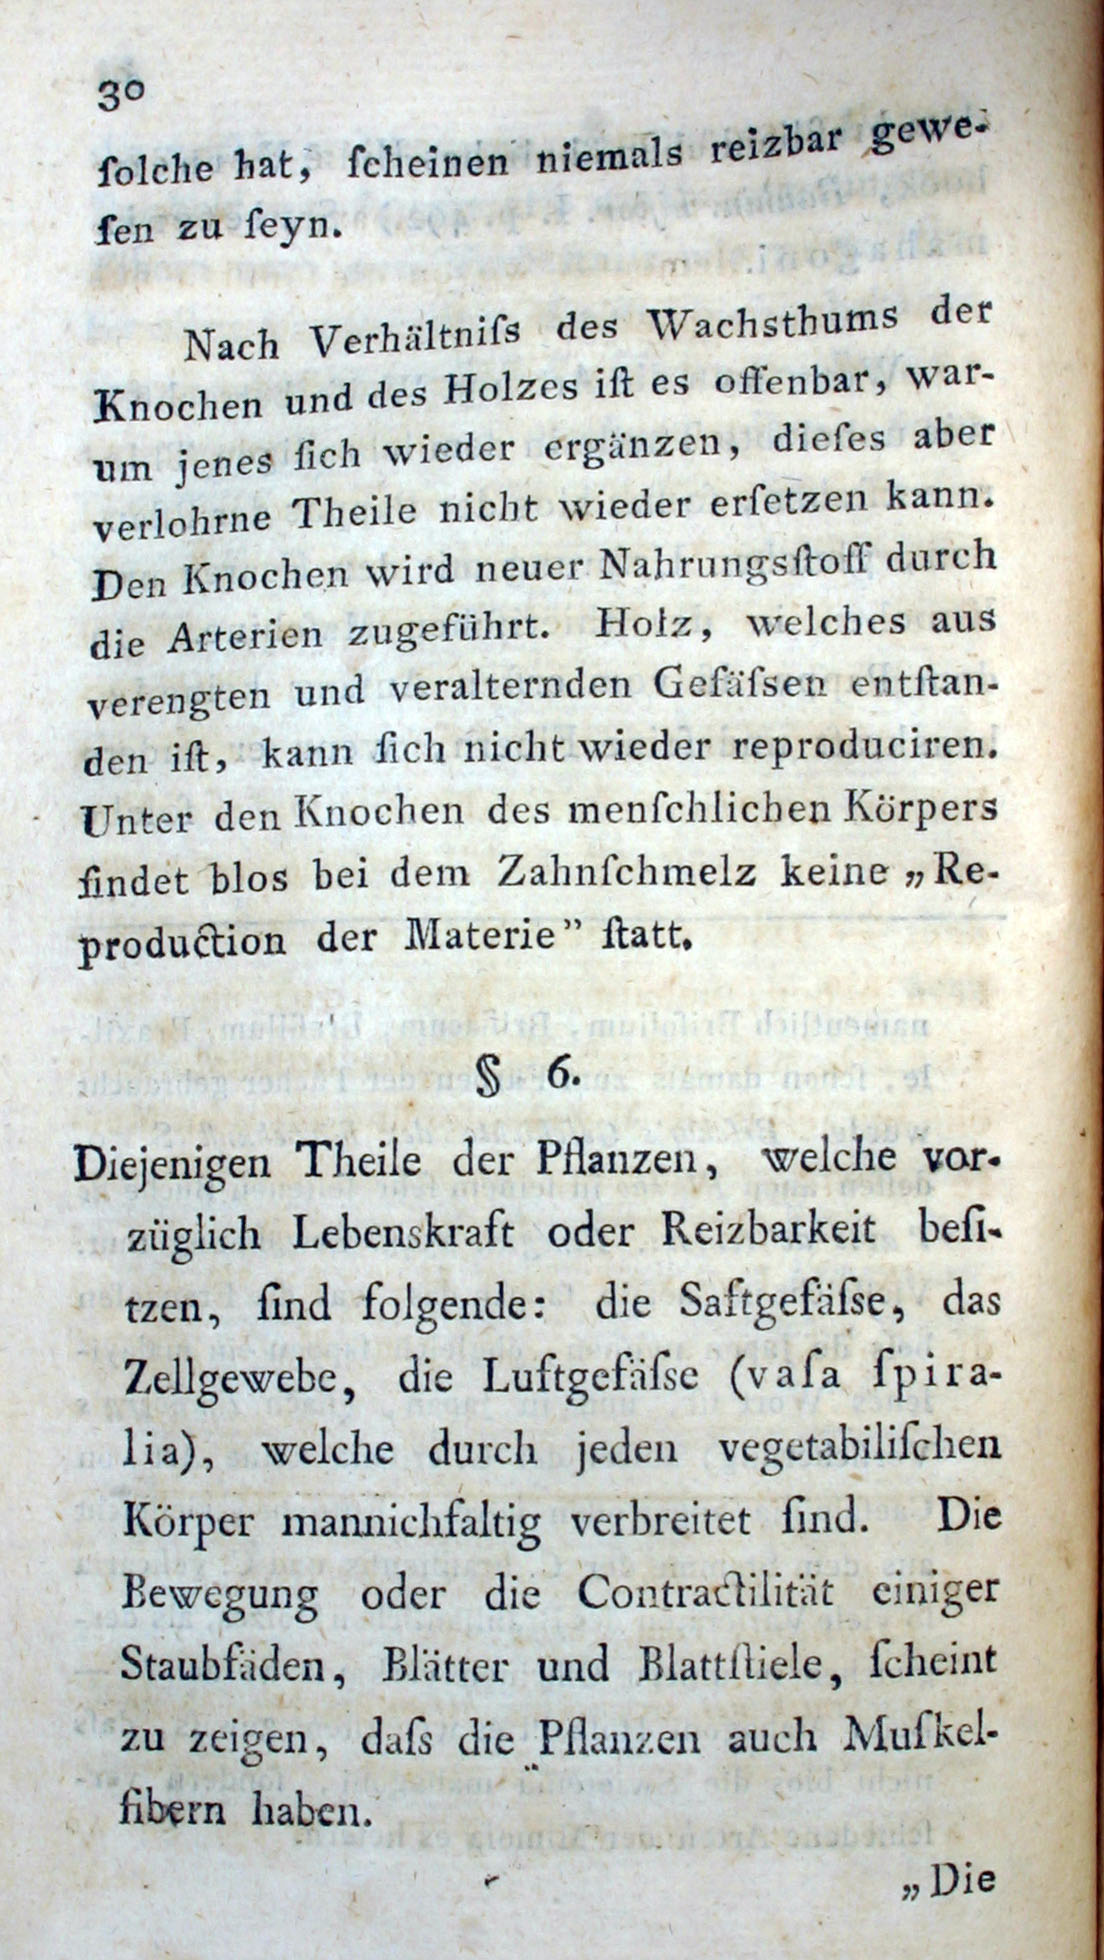 30
ſolche hat, ſcheinen niemals reizbar gewe-
ſen zu ſeyn.
Nach Verhältniſs des Wachsthums der
Knochen und des Holzes iſt es offenbar, war-
um jenes ſich wieder ergänzen, dieſes aber
verlohrne Theile nicht wieder erſetzen kann.
Den Knochen wird neuer Nahrungsſtoff durch
die Arterien zugeführt. Holz, welches aus
verengten und veralternden Gefäſsen entſtan-
den iſt, kann ſich nicht wieder reproduciren.
Unter den Knochen des menſchlichen Körpers
findet blos bei dem Zahnſchmelz keine „Re-
production der Materie” ſtatt.
§ 6.
Diejenigen Theile der Pflanzen, welche vor-
züglich Lebenskraft oder Reizbarkeit beſi-
tzen, ſind folgende: die Saftgefäſse, das
Zellgewebe, die Luftgefäſse (vaſa ſpira-
lia), welche durch jeden vegetabiliſchen
Körper mannichfaltig verbreitet ſind. Die
Bewegung oder die Contractilität einiger
Staubfäden, Blätter und Blattſtiele, ſcheint
zu zeigen, daſs die Pflanzen auch Muſkel-
fibern haben.
„Die